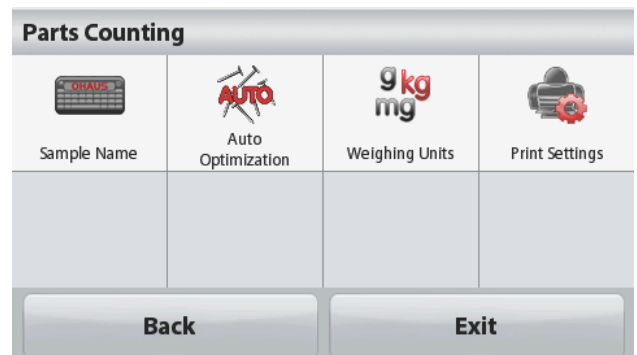 Parts Counting
OHAUS
AUTO
g kg
mg
Sample Name
Auto
Optimization
Weighing Units
Print Settings
Back
Exit